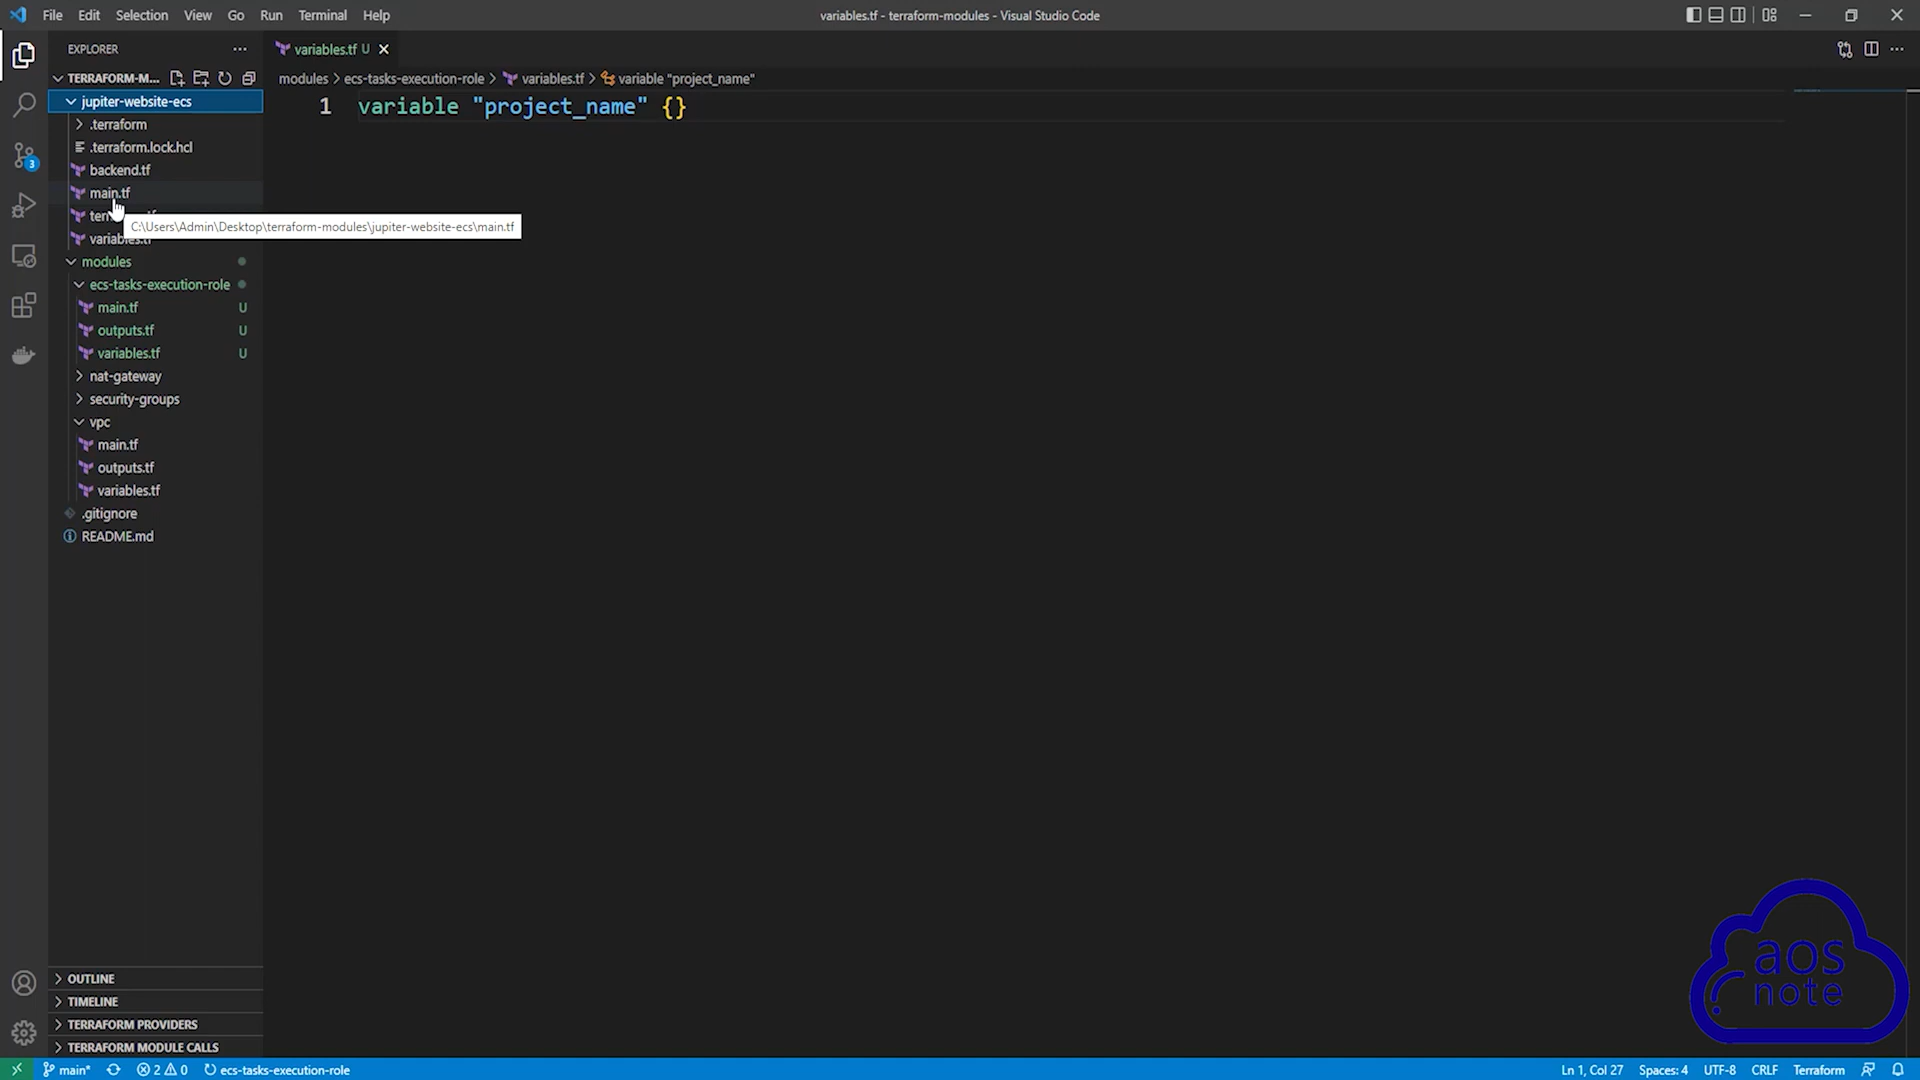 File Edit Selection View Go Run Terminal Help
variables.tf - terraform-modules - Visual Studio Code
EXPLORER
variables.tf U
TERRAFORM-M...
modules > ecs-tasks-execution-role > variables.tf > variable "project_name"
jupiter-website-ecs
1 variable "project_name" {}
.terraform
.terraform.lock.hcl
backend.tf
main.tf
C:\Users\Admin\Desktop\terraform-modules\jupiter-website-ecs\main.tf
variables.tf
modules
ecs-tasks-execution-role
main.tf U
outputs.tf U
variables.tf U
nat-gateway
security-groups
vpc
main.tf
outputs.tf
variables.tf
.gitignore
README.md
OUTLINE
TIMELINE
TERRAFORM PROVIDERS
TERRAFORM MODULE CALLS
3
aos
note
main* 2 0 ecs-tasks-execution-role
Ln 1, Col 27 Spaces: 4 UTF-8 CRLF Terraform